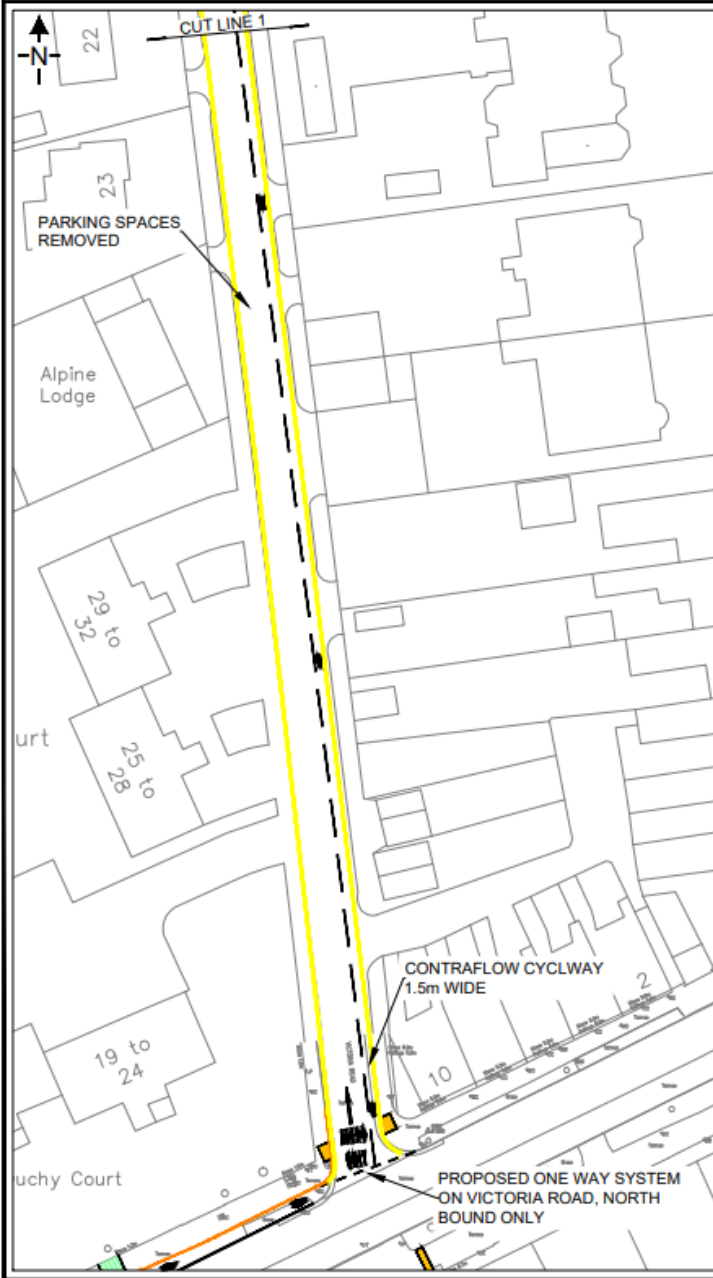 CUT LINE 1
N
22
23
PARKING SPACES
REMOVED
Alpine
Lodge
29 to
32
urt
25 to
28
CONTRAFLOW CYCLWAY
1.5m WIDE
2
10
VICTORIA ROAD
19 to
24
uchy Court
PROPOSED ONE WAY SYSTEM
ON VICTORIA ROAD, NORTH
BOUND ONLY